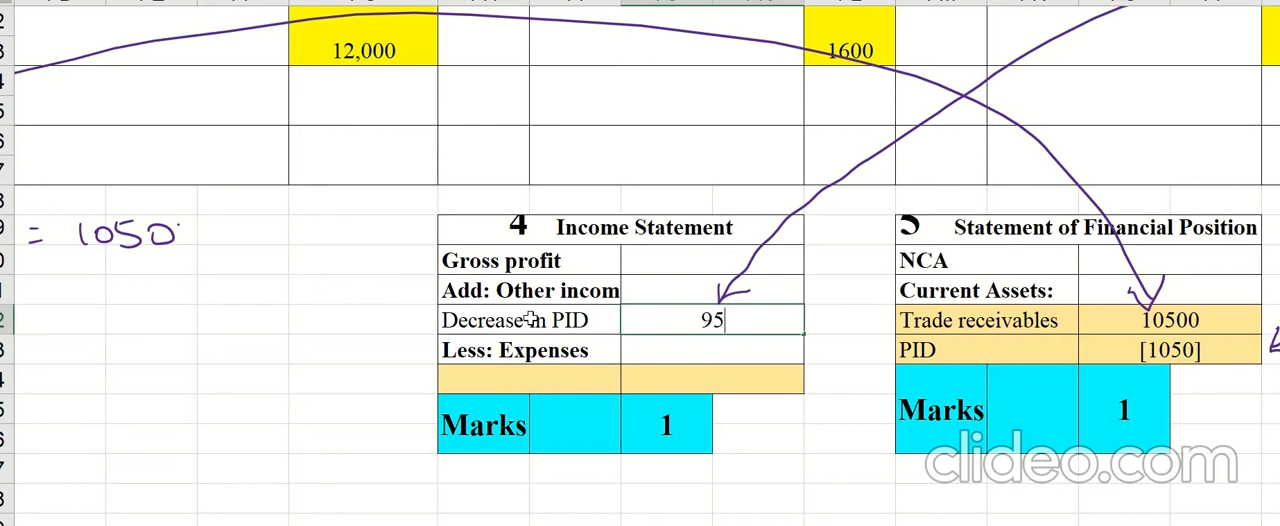 12,000 1600
= 1050
4 Income Statement
Gross profit
Add: Other incom
Decrease in PID 95
Less: Expenses
Marks 1
5 Statement of Financial Position
NCA
Current Assets:
Trade receivables 10500
PID [1050]
Marks 1
clideo.com